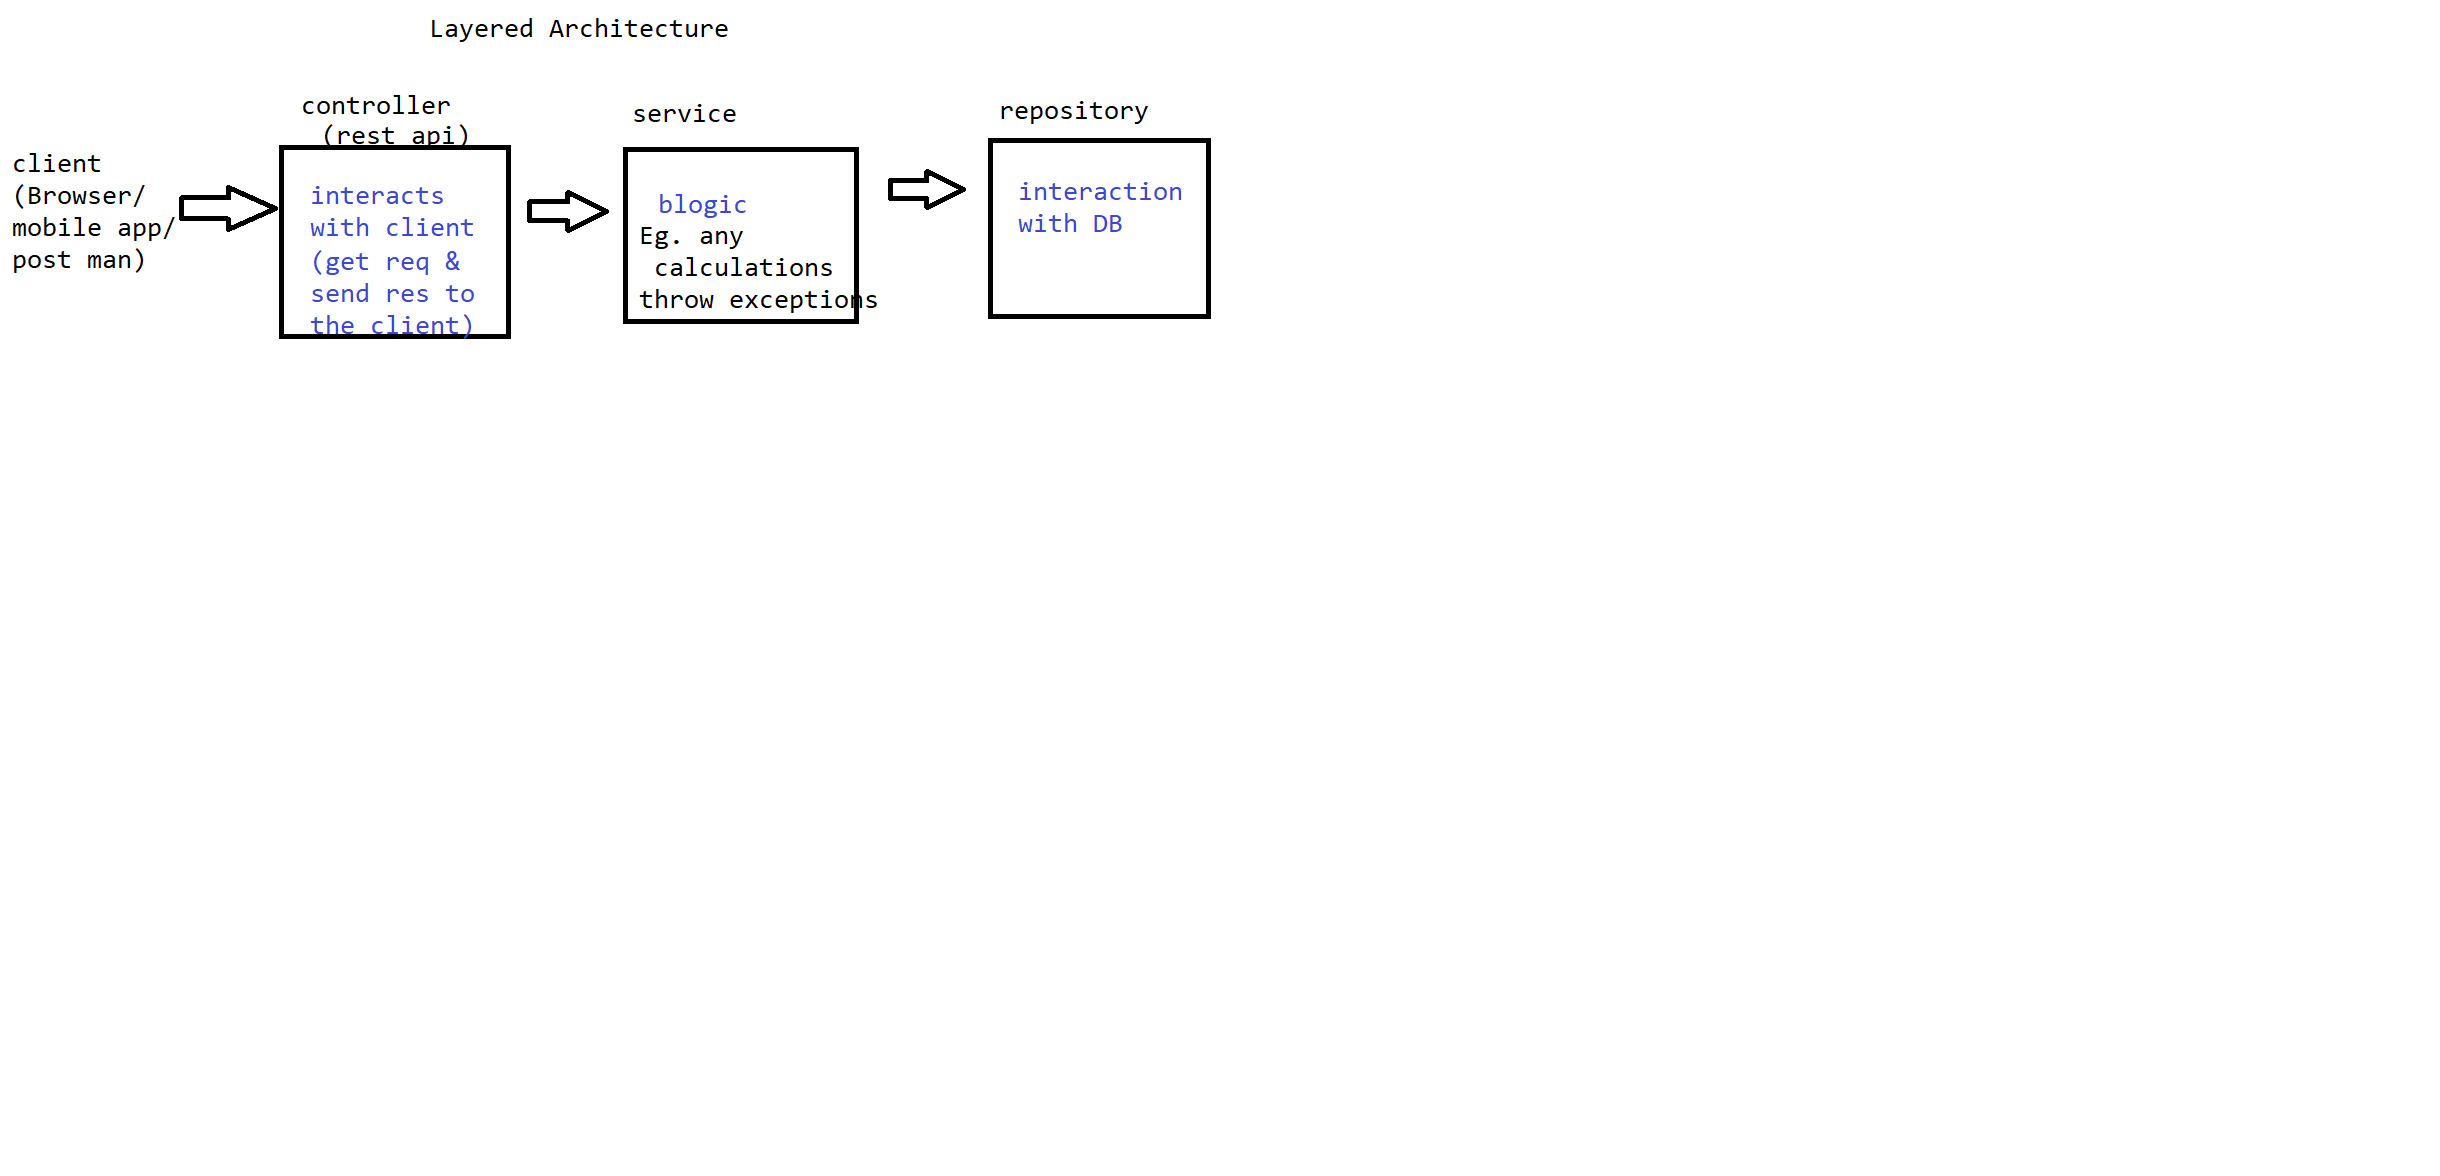 Layered Architecture
client
(Browser/
mobile app/
post man)
controller
(rest api)
interacts
with client
(get req &
send res to
the client)
service
blogic
Eg. any
calculations
throw exceptions
repository
interaction
with DB